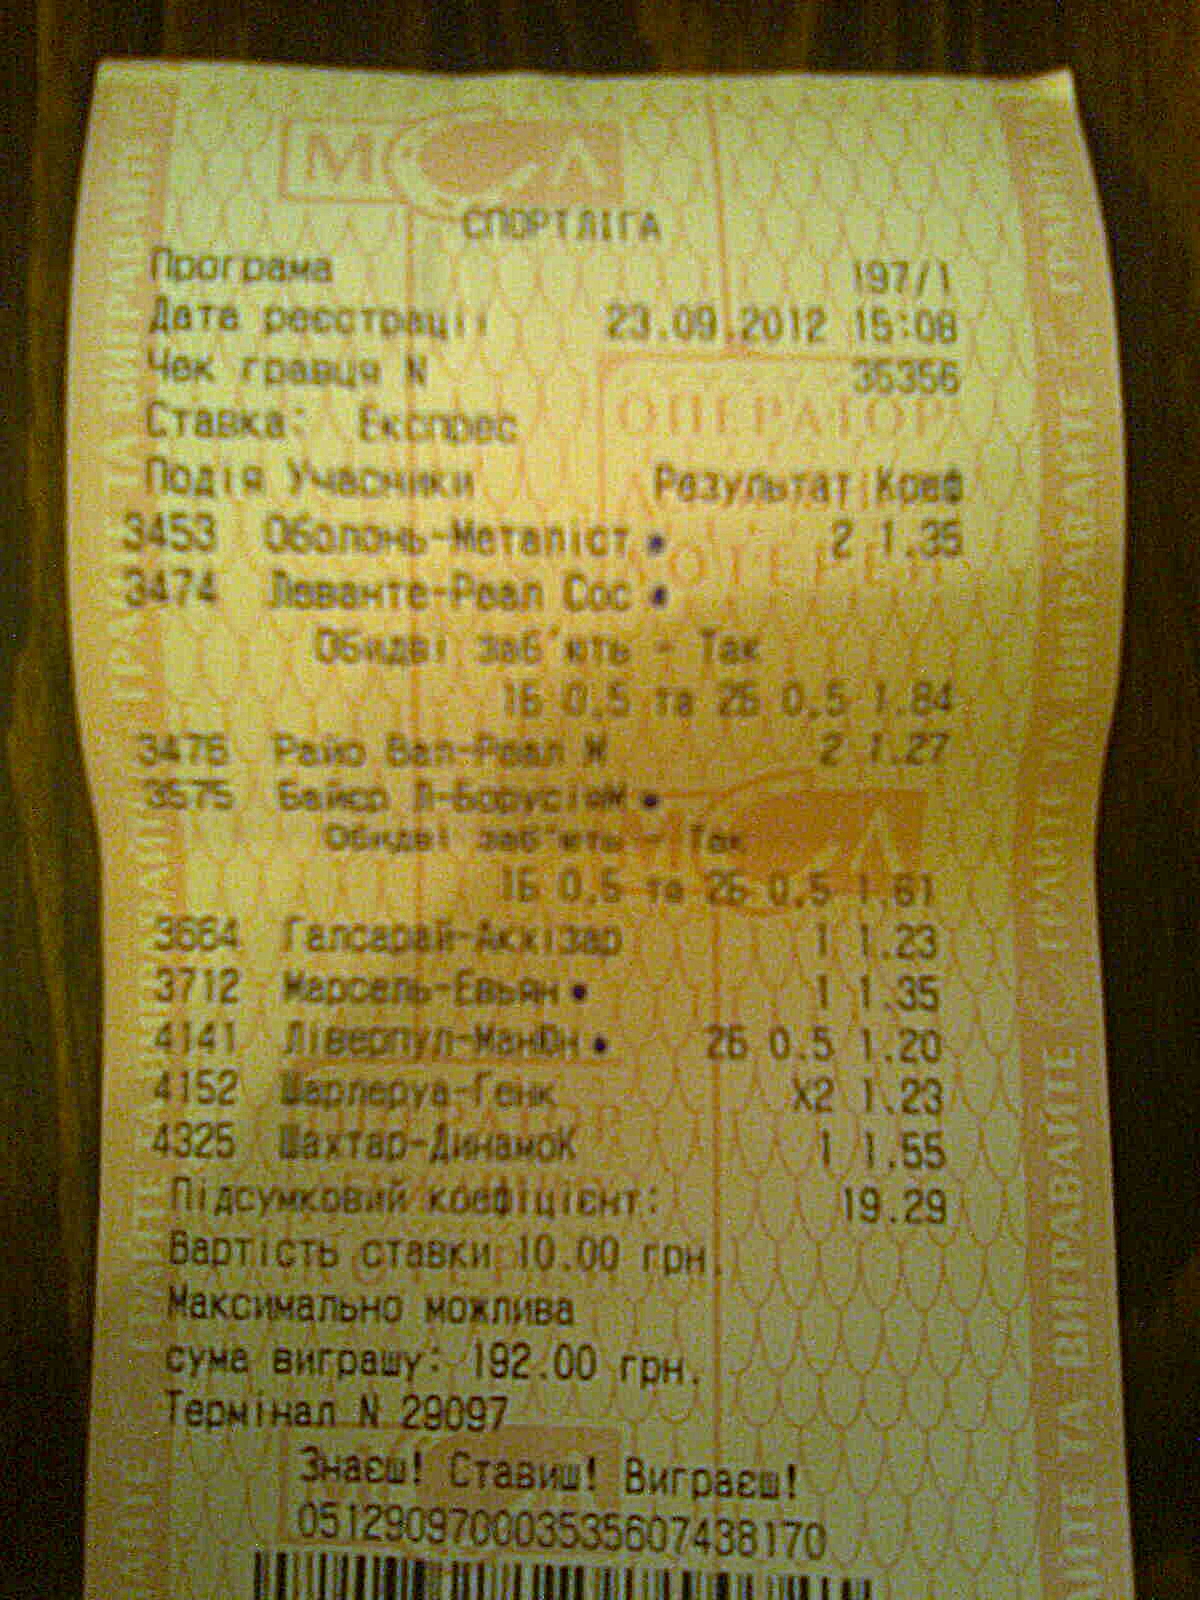 М Л
СПОРТЛІГА
Програма 197/1
Дата реєстрації 23.09.2012 15:08
Чек гравця N 35356
ОПЕРАТОР
Ставка: Експрес
Подія Учасники Результат Коеф
3453 Оболонь-Металіст 2 1.35
3474 Леванте-Реал Сос
Обидві заб'ють - Так
1Б 0.5 та 2Б 0.5 1.84
3476 Райо Вал-Реал М 2 1.27
3575 Байєр Л-БорусіяМ
Обидві заб'ють - Так
1Б 0.5 та 2Б 0.5 1.61
3664 Галсарай-Акхізар 1 1.23
3712 Марсель-Евьян 1 1.35
4141 Ліверпул-МанЮн 2Б 0.5 1.20
4152 Шарлеруа-Генк X2 1.23
4325 Шахтар-ДинамоК 1 1.55
Підсумковий коефіцієнт: 19.29
Вартість ставки 10.00 грн.
Максимально можлива
сума виграшу: 192.00 грн.
Термінал N 29097
Знаєш! Ставиш! Виграєш!
051290970003535607438170